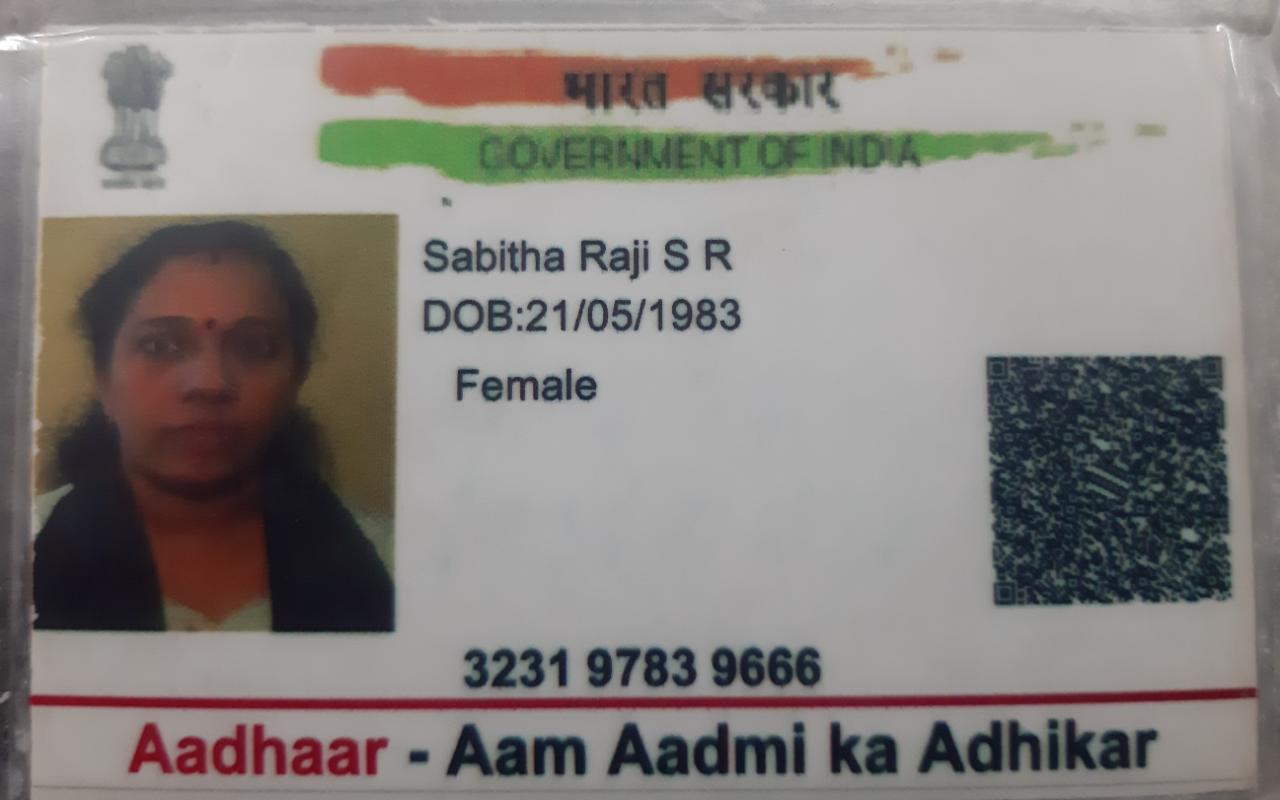 भारत सरकार
GOVERNMENT OF INDIA
Sabitha Raji S R
DOB:21/05/1983
Female
3231 9783 9666
Aadhaar - Aam Aadmi ka Adhikar